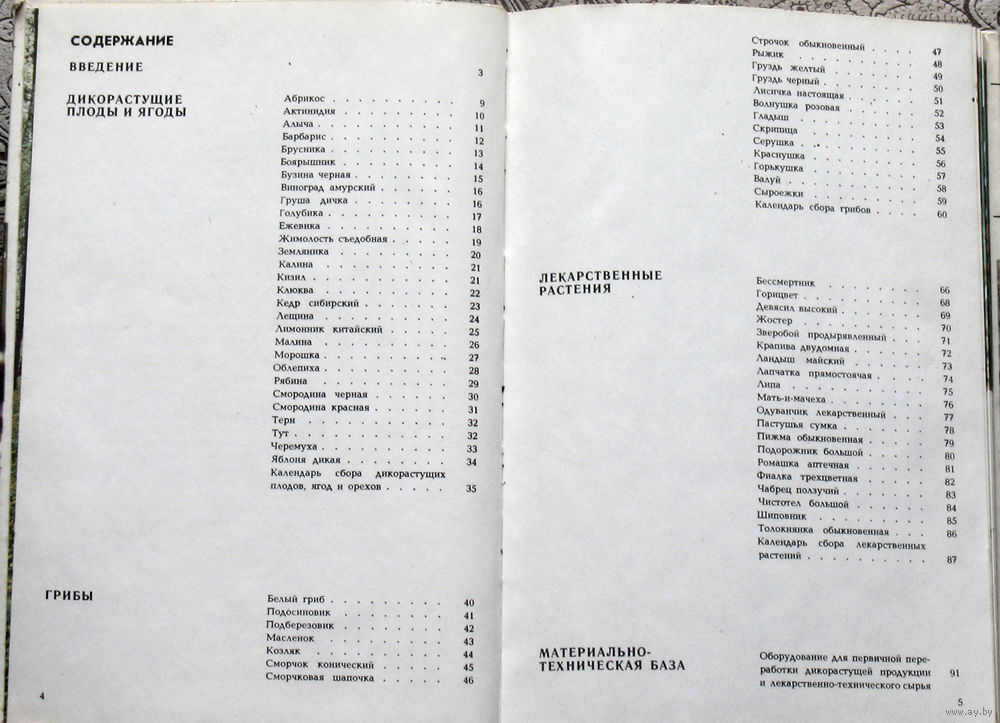 СОДЕРЖАНИЕ
ВВЕДЕНИЕ 3
ДИКОРАСТУЩИЕ
ПЛОДЫ И ЯГОДЫ
Абрикос . . . . . . . . . 9
Актинидия . . . . . . . . 10
Алыча . . . . . . . . . . 11
Барбарис . . . . . . . . 12
Брусника . . . . . . . . 13
Боярышник . . . . . . . . 14
Бузина черная . . . . . . 15
Виноград амурский . . . . . 16
Груша дичка . . . . . . . 16
Голубика . . . . . . . . 17
Ежевика . . . . . . . . . 18
Жимолость съедобная . . . . 19
Земляника . . . . . . . . 20
Калина . . . . . . . . . 21
Кизил . . . . . . . . . . 21
Клюква . . . . . . . . . 22
Кедр сибирский . . . . . . 23
Лещина . . . . . . . . . 24
Лимонник китайский . . . . 25
Малина . . . . . . . . . 26
Морошка . . . . . . . . . 27
Облепиха . . . . . . . . 28
Рябина . . . . . . . . . 29
Смородина черная . . . . . 30
Смородина красная . . . . . 31
Терн . . . . . . . . . . 32
Тут . . . . . . . . . . . 32
Черемуха . . . . . . . . 33
Яблоня дикая . . . . . . . 34
Календарь сбора дикорастущих
плодов, ягод и орехов . . . . . 35
ГРИБЫ
Белый гриб . . . . . . . . 40
Подосиновик . . . . . . . 41
Подберезовик . . . . . . . 42
Масленок . . . . . . . . 43
Козляк . . . . . . . . . 44
Сморчок конический . . . . . 45
Сморчковая шапочка . . . . . 46
4
Строчок обыкновенный . . . . 47
Рыжик . . . . . . . . . 48
Груздь желтый . . . . . . 49
Груздь черный . . . . . . 50
Лисичка настоящая . . . . . 51
Волнушка розовая . . . . . 52
Гладыш . . . . . . . . . 53
Скрипица . . . . . . . . 54
Серушка . . . . . . . . . 55
Краснушка . . . . . . . . 56
Горькушка . . . . . . . . 57
Валуй . . . . . . . . . . 58
Сыроежки . . . . . . . . 59
Календарь сбора грибов . . . . 60
ЛЕКАРСТВЕННЫЕ
РАСТЕНИЯ
Бессмертник . . . . . . . 66
Горицвет . . . . . . . . 68
Девясил высокий . . . . . . 69
Жостер . . . . . . . . . 70
Зверобой продырявленный . . . 71
Крапива двудомная . . . . . 72
Ландыш майский . . . . . . 73
Лапчатка прямостоячая . . . . 74
Липа . . . . . . . . . . 75
Мать-и-мачеха . . . . . . . 76
Одуванчик лекарственный . . . 77
Пастушья сумка . . . . . . 78
Пижма обыкновенная . . . . . 79
Подорожник большой . . . . . 80
Ромашка аптечная . . . . . 81
Фиалка трехцветная . . . . . 82
Чабрец ползучий . . . . . . 83
Чистотел большой . . . . . 84
Шиповник . . . . . . . . 85
Толокнянка обыкновенная . . . 86
Календарь сбора лекарственных
растений . . . . . . . . . 87
МАТЕРИАЛЬНО-
ТЕХНИЧЕСКАЯ БАЗА
Оборудование для первичной пере-
работки дикорастущей продукции 91
и лекарственно-технического сырья
5
www.ay.by